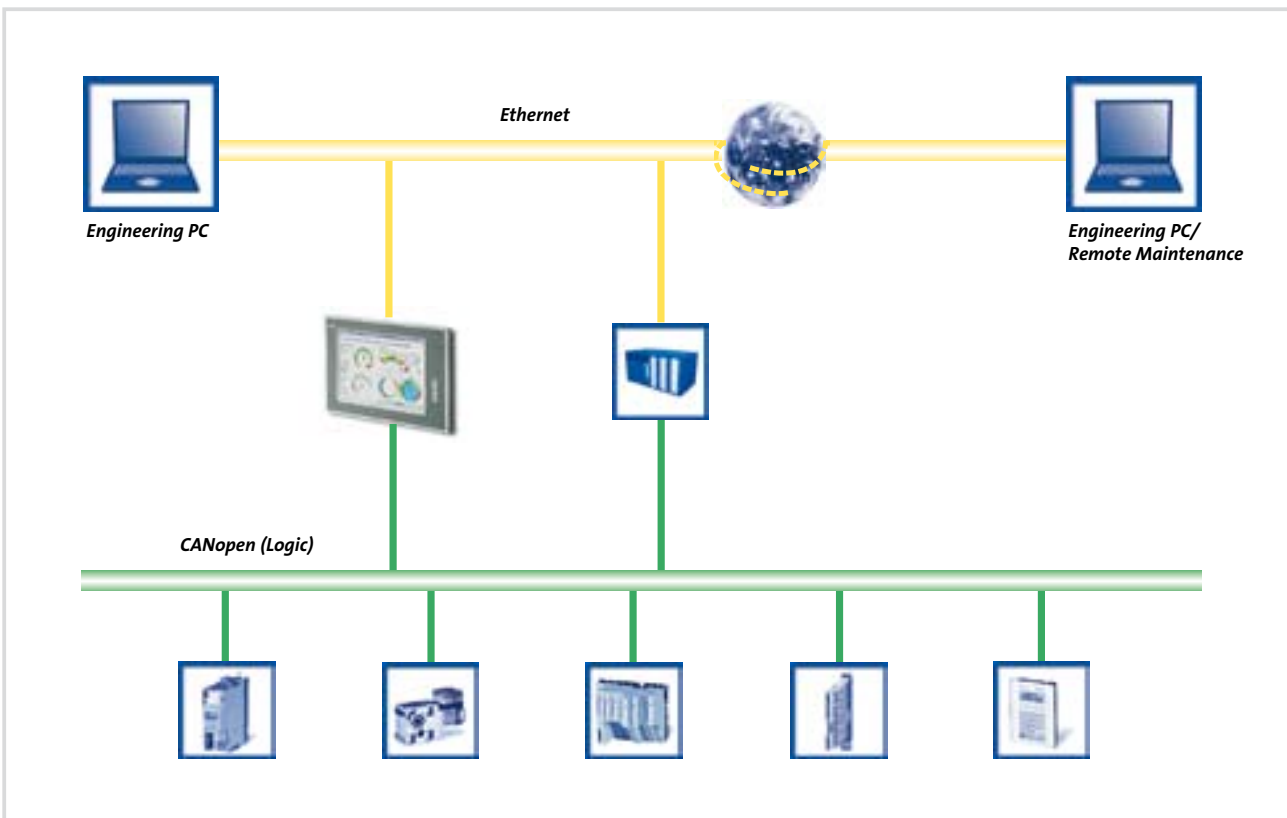 Ethernet
Engineering PC
Engineering PC/
Remote Maintenance
CANopen (Logic)